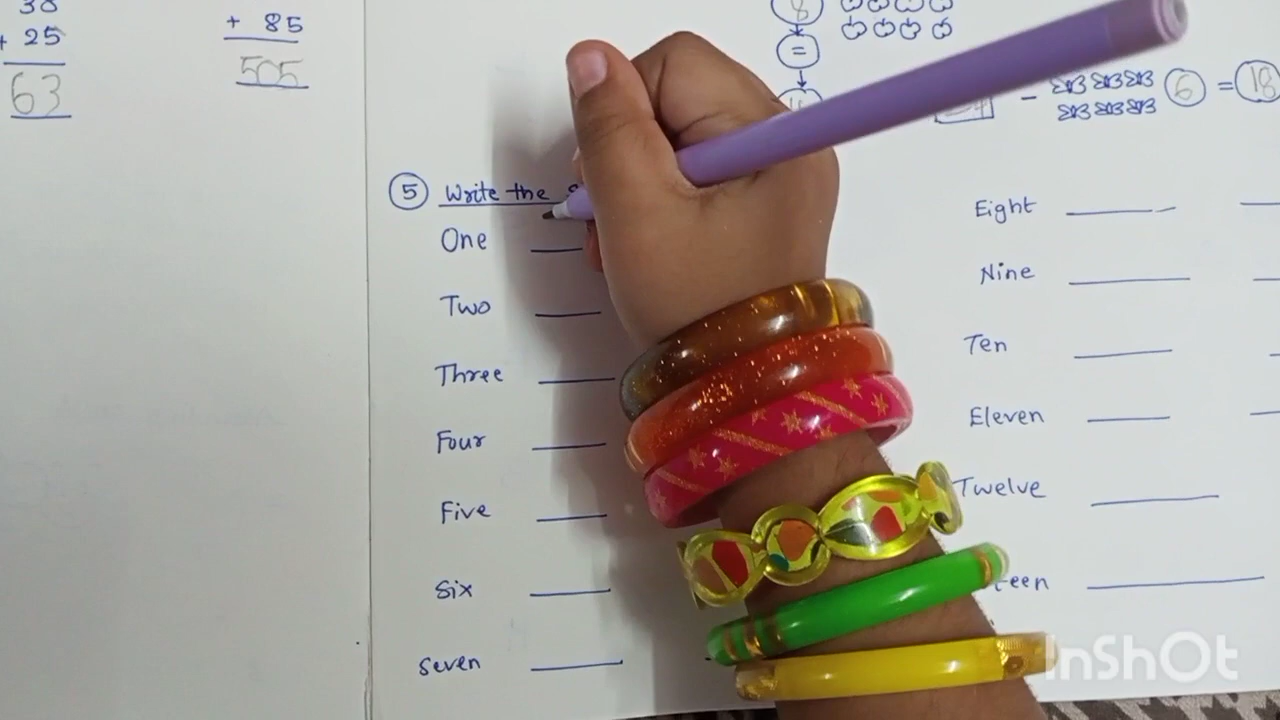 38
+ 25
63
+ 85
505
8
=
- 6 = 18
5 Write the
One
Two
Three
Four
Five
Six
Seven
Eight
Nine
Ten
Eleven
Twelve
teen
InShOt